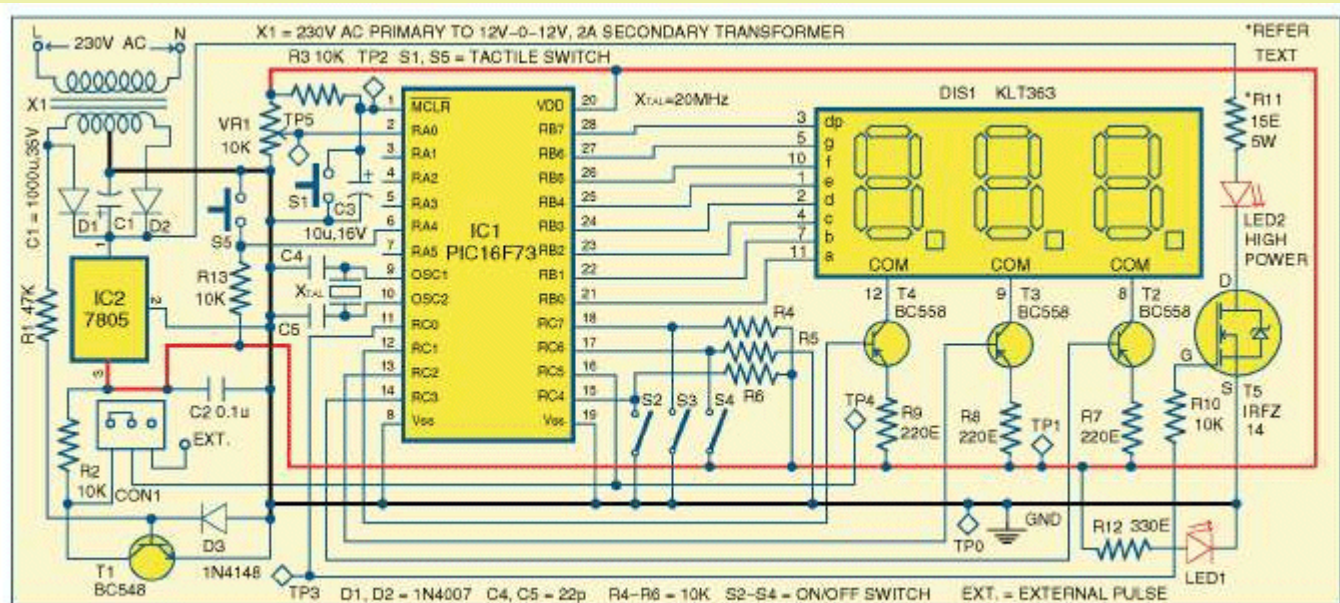 X1 = 230V AC PRIMARY TO 12V–0–12V, 2A SECONDARY TRANSFORMER
*REFER
TEXT
L
230V AC
N
R3 10K
TP2
S1, S5 = TACTILE SWITCH
X1
VR1
10K
TP5
S1
C3
10u,16V
C1 = 1000u,35V
D1
C1
D2
S5
R13
10K
C4
XTAL
C5
1
IC2
7805
2
3
R1 47K
C2 0.1u
EXT.
R2
10K
CON1
T1
BC548
D3
1N4148
TP3
IC1
PIC16F73
1 MCLR
2 RA0
3 RA1
4 RA2
5 RA3
6 RA4
7 RA5
9 OSC1
10 OSC2
11 RC0
12 RC1
13 RC2
14 RC3
8 Vss
VDD 20
RB7 28
RB6 27
RB5 26
RB4 25
RB3 24
RB2 23
RB1 22
RB0 21
RC7 18
RC6 17
RC5 16
RC4 15
Vss 19
XTAL=20MHz
DIS1 KLT363
3 dp
5 g
10 f
1 e
2 d
4 c
7 b
11 a
COM
COM
COM
12
T4
BC558
9
T3
BC558
8
T2
BC558
R4
R5
R6
S2
S3
S4
TP4
R9
220E
R8
220E
TP1
R7
220E
*R11
15E
5W
LED2
HIGH
POWER
D
G
S
T5
IRFZ
14
R10
10K
TP0
GND
R12 330E
LED1
D1, D2 = 1N4007
C4, C5 = 22p
R4–R6 = 10K
S2–S4 = ON/OFF SWITCH
EXT. = EXTERNAL PULSE